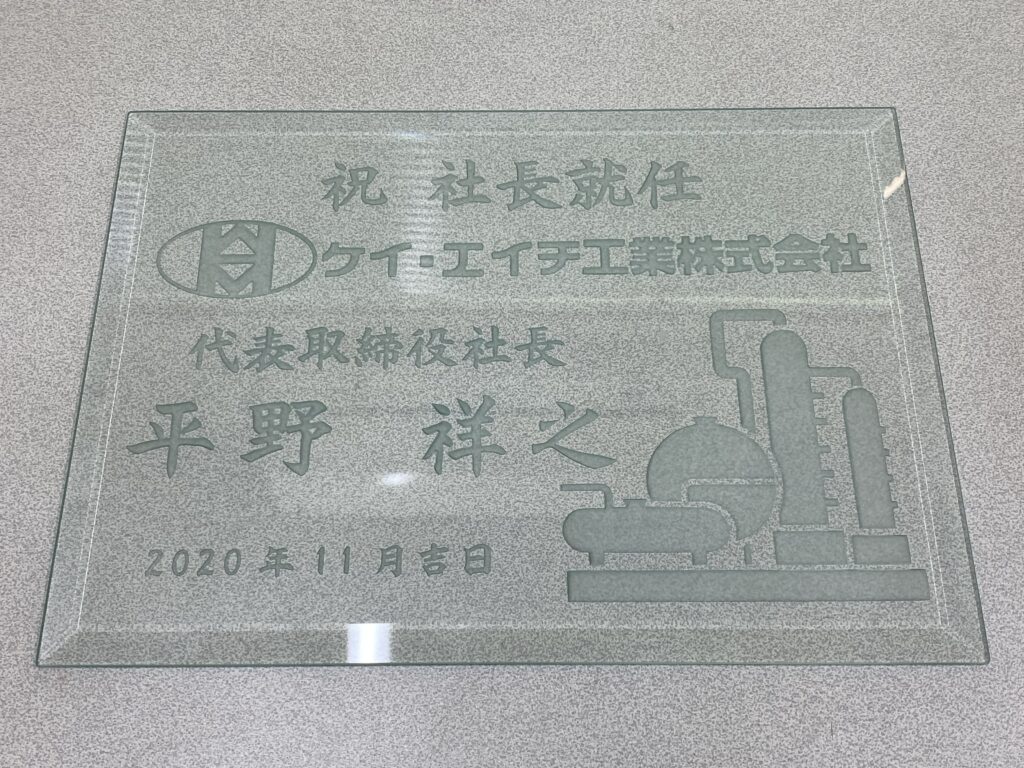 祝 社長就任
ケイ・エイチ工業株式会社
代表取締役社長
平野 祥之
2020年11月吉日